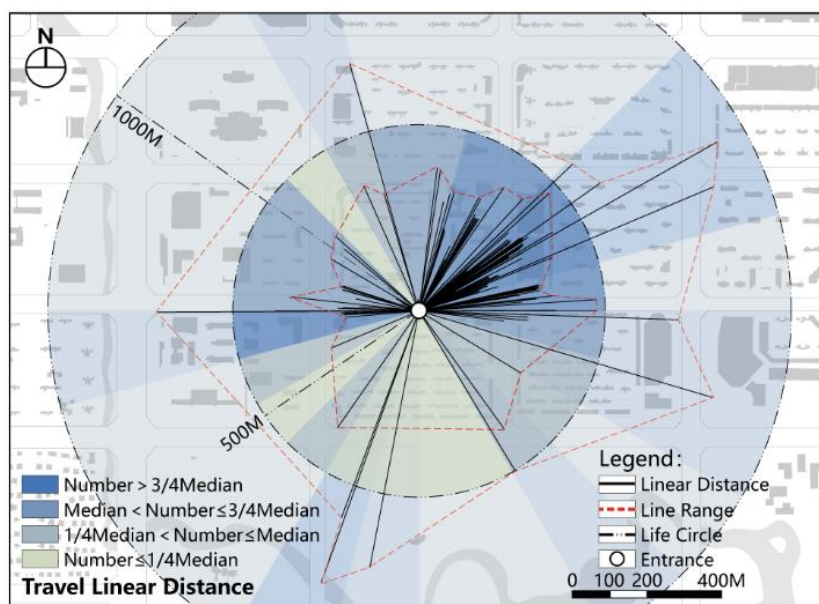 N
1000M
500M
Number > 3/4Median
Median < Number≤3/4Median
1/4Median < Number≤Median
Number≤1/4Median
Travel Linear Distance
Legend:
Linear Distance
Line Range
Life Circle
Entrance
0 100 200 400M